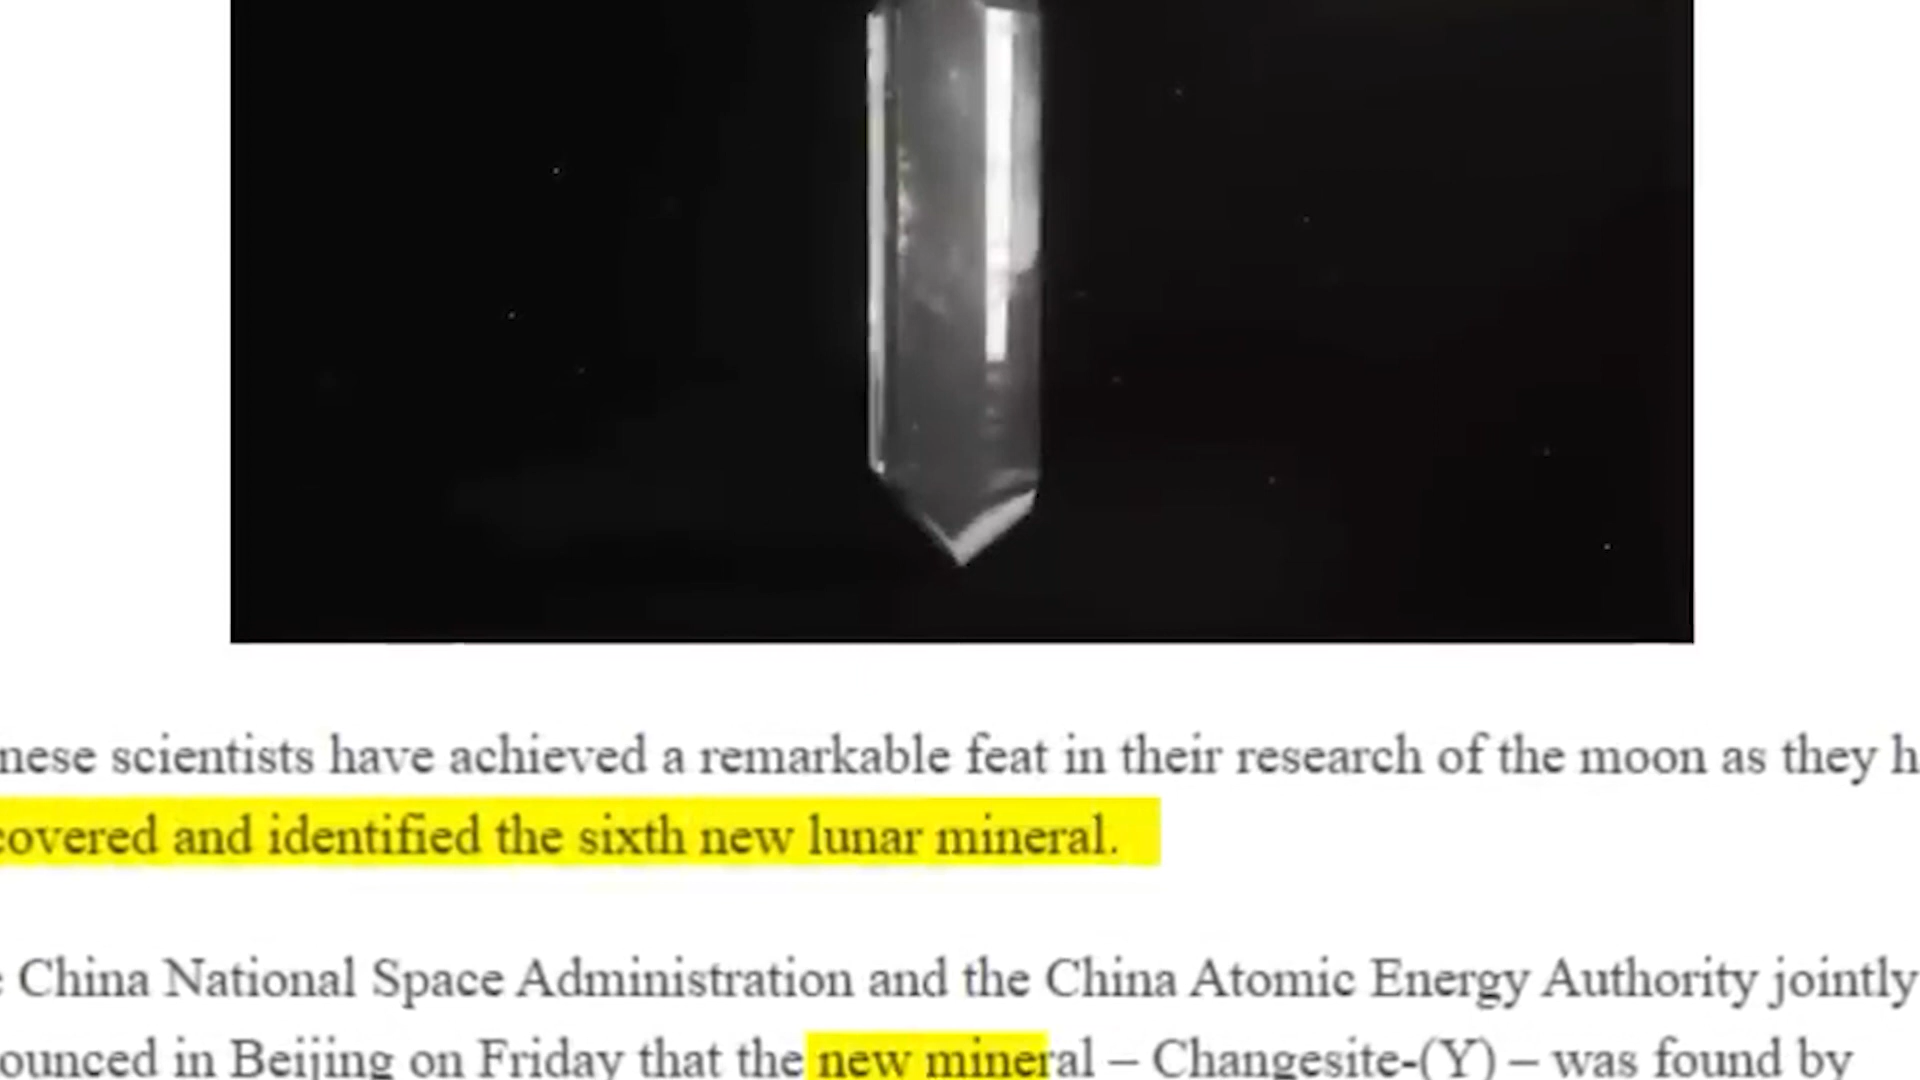 nese scientists have achieved a remarkable feat in their research of the moon as they h
covered and identified the sixth new lunar mineral.
China National Space Administration and the China Atomic Energy Authority jointly
ounced in Beijing on Friday that the new mineral – Changesite-(Y) – was found by